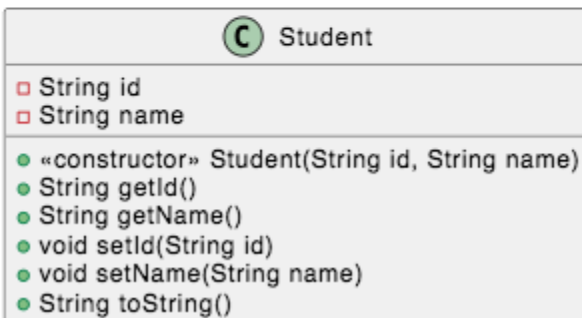 C Student
String id
String name
«constructor» Student(String id, String name)
String getId()
String getName()
void setId(String id)
void setName(String name)
String toString()